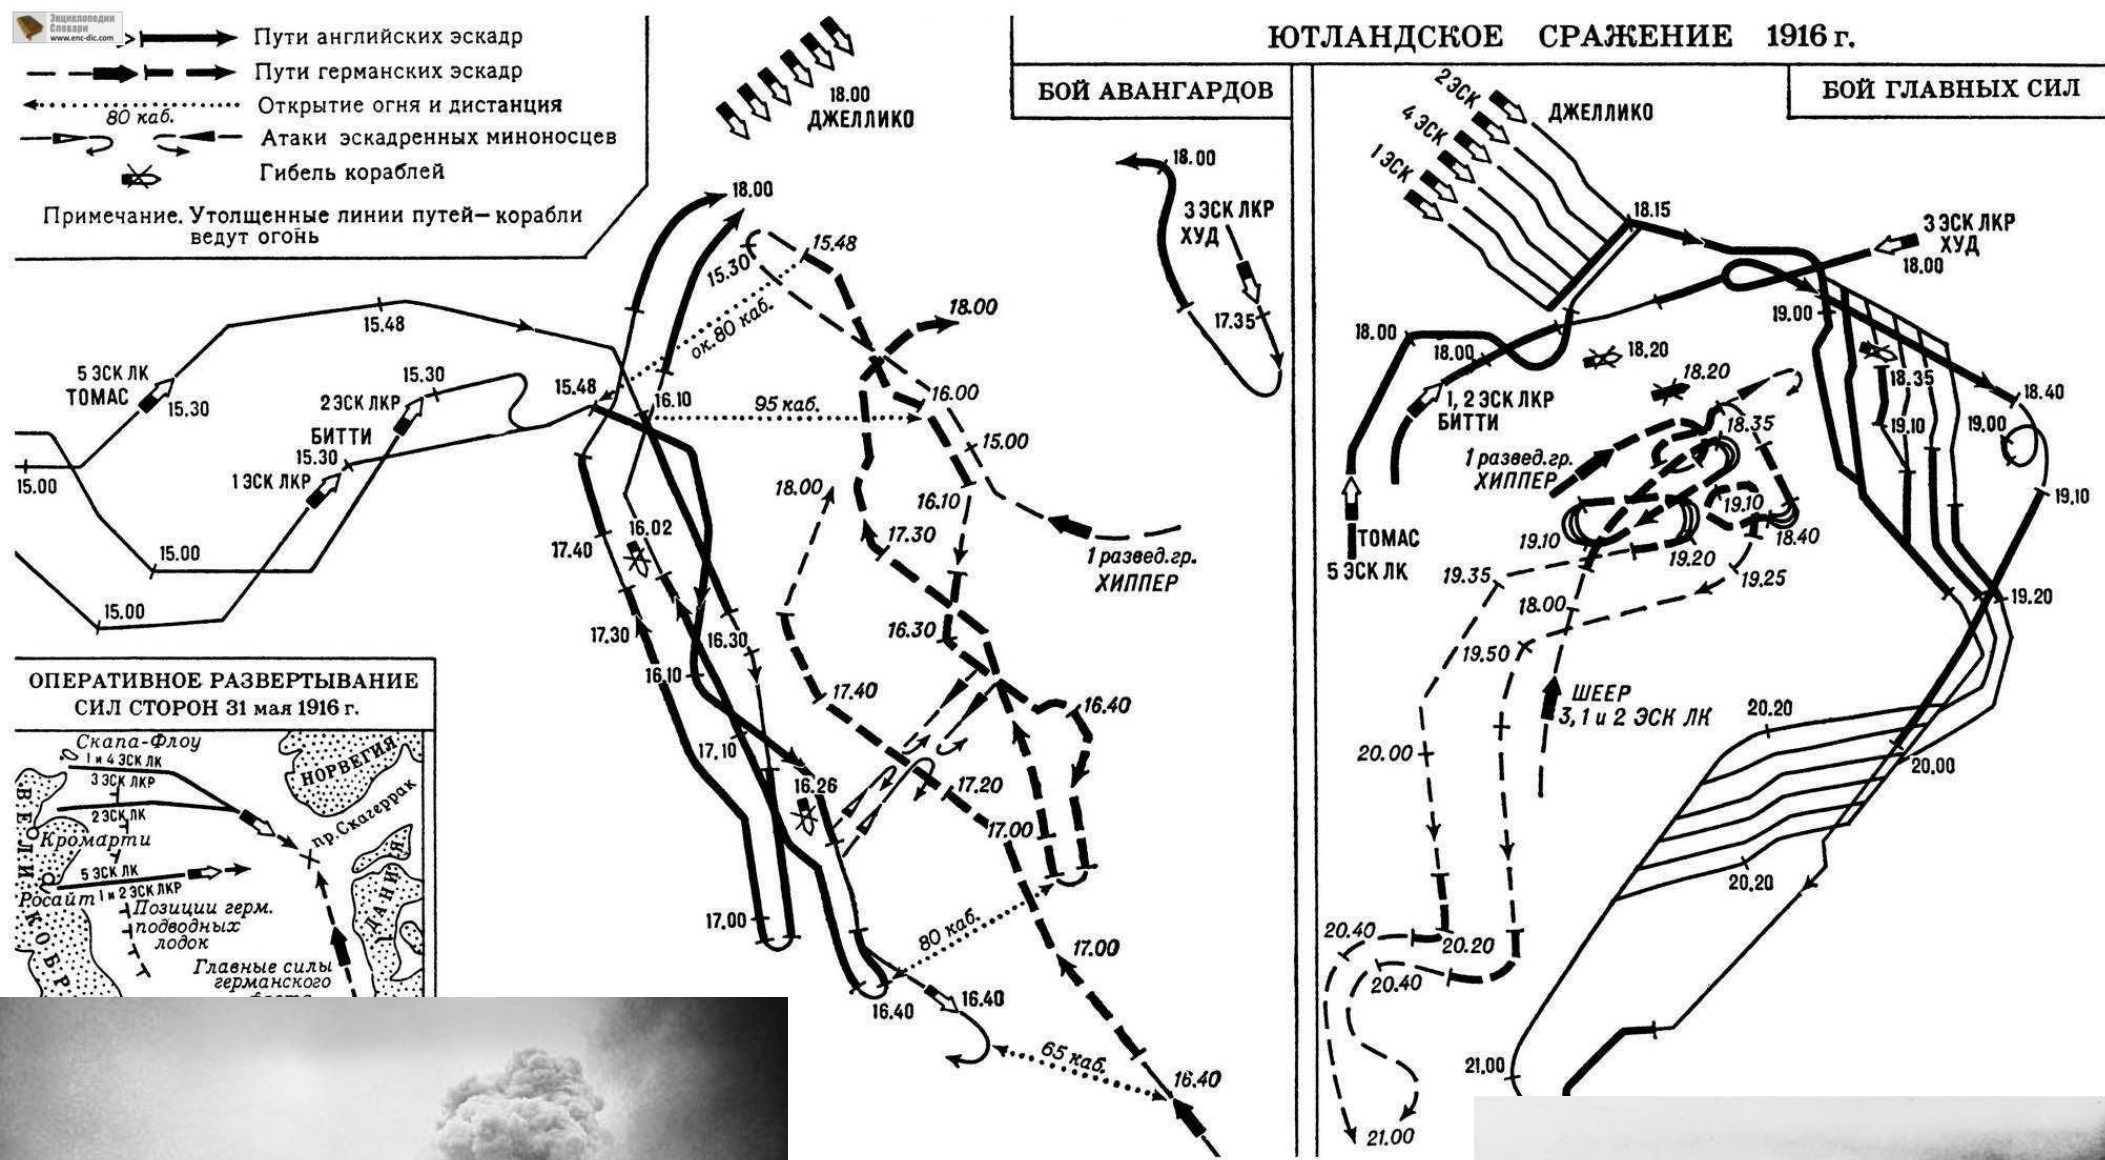 Энциклопедии
Словари
www.enc-dic.com
Пути английских эскадр
Пути германских эскадр
Открытие огня и дистанция
80 каб.
Атаки эскадренных миноносцев
Гибель кораблей
Примечание. Утолщенные линии путей—корабли
ведут огонь
ЮТЛАНДСКОЕ СРАЖЕНИЕ 1916 г.
БОЙ АВАНГАРДОВ
18.00
ДЖЕЛЛИКО
18.00
18.00
3 ЭСК ЛКР
ХУД
17.35
15.48
15.30
ок. 80 каб.
18.00
15.48
5 ЭСК ЛК
ТОМАС
15.30
15.30
2 ЭСК ЛКР
БИТТИ
15.30
1 ЭСК ЛКР
15.48
16.10
95 каб.
16.00
15.00
15.00
15.00
15.00
18.00
16.10
17.30
1 развед.гр.
ХИППЕР
16.02
17.40
17.30
16.30
16.30
16.10
17.40
16.40
17.10
16.26
17.20
17.00
17.00
80 каб.
17.00
16.40
16.40
65 каб.
16.40
ОПЕРАТИВНОЕ РАЗВЕРТЫВАНИЕ
СИЛ СТОРОН 31 мая 1916 г.
Скапа-Флоу
1 и 4 ЭСК ЛК
3 ЭСК ЛКР
2 ЭСК ЛК
Кромарти
НОРВЕГИЯ
пр. Скагеррак
5 ЭСК ЛК
1 и 2 ЭСК ЛКР
Росайт
Позиции герм.
подводных
лодок
ДАНИЯ
Главные силы
германского
БОЙ ГЛАВНЫХ СИЛ
2 ЭСК
4 ЭСК
1 ЭСК
ДЖЕЛЛИКО
18.15
3 ЭСК ЛКР
ХУД
18.00
19.00
18.00
18.00
18.20
18.20
18.35
18.40
1, 2 ЭСК ЛКР
БИТТИ
19.10
19.00
18.35
1 развед.гр.
ХИППЕР
19.10
19.10
ТОМАС
5 ЭСК ЛК
19.10
19.20
18.40
19.35
19.25
18.00
19.20
19.50
ШЕЕР
3, 1 и 2 ЭСК ЛК
20.20
20.00
20.00
20.20
20.40
20.20
20.40
21.00
21.00